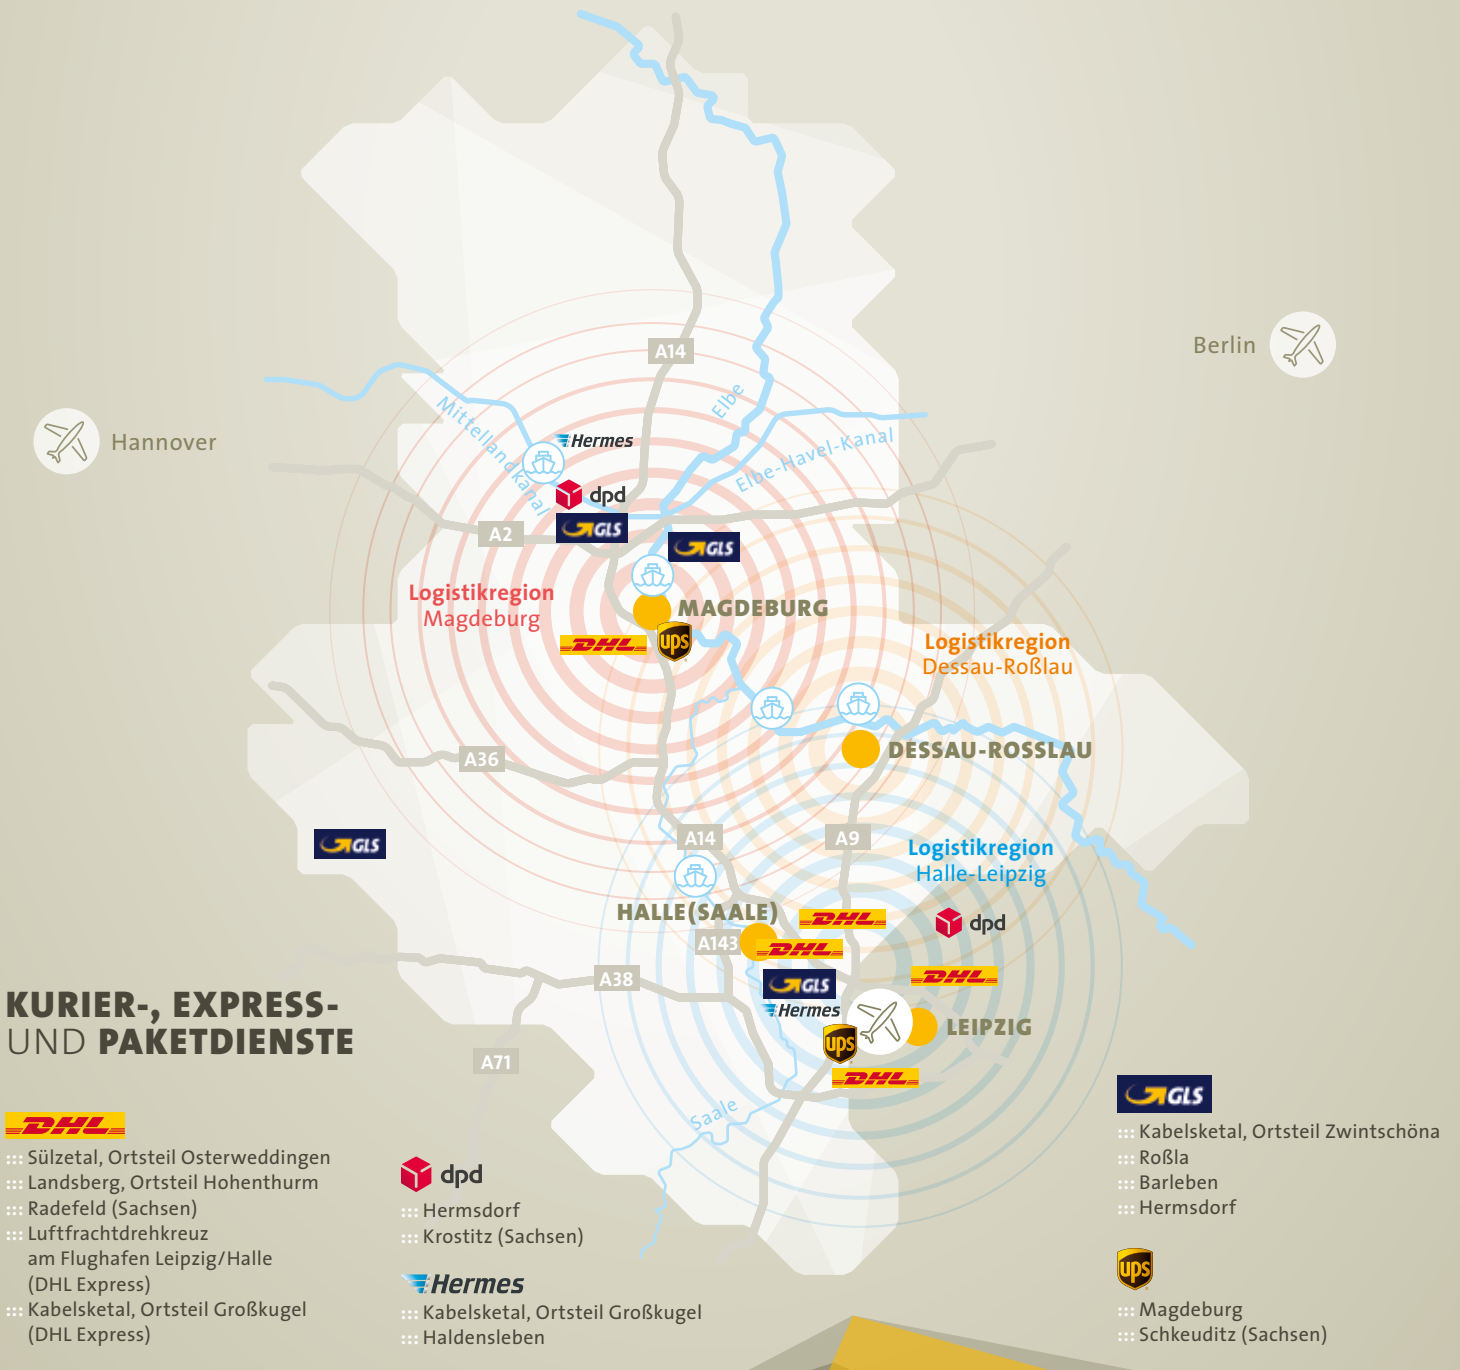 A14
Berlin
Elbe
Mittellandkanal
Hannover
Hermes
Elbe-Havel-Kanal
dpd
GLS
A2
GLS
Logistikregion
Magdeburg
MAGDEBURG
DHL
ups
Logistikregion
Dessau-Roßlau
DESSAU-ROSSLAU
A36
A14
A9
GLS
Logistikregion
Halle-Leipzig
HALLE(SAALE)
DHL
dpd
A143
DHL
A38
DHL
GLS
Hermes
LEIPZIG
ups
A71
DHL
Saale
KURIER-, EXPRESS-
UND PAKETDIENSTE
DHL
::: Sülzetal, Ortsteil Osterweddingen
::: Landsberg, Ortsteil Hohenthurm
::: Radefeld (Sachsen)
::: Luftfrachtdrehkreuz
am Flughafen Leipzig/Halle
(DHL Express)
::: Kabelsketal, Ortsteil Großkugel
(DHL Express)
dpd
::: Hermsdorf
::: Krostitz (Sachsen)
Hermes
::: Kabelsketal, Ortsteil Großkugel
::: Haldensleben
GLS
::: Kabelsketal, Ortsteil Zwintschöna
::: Roßla
::: Barleben
::: Hermsdorf
ups
::: Magdeburg
::: Schkeuditz (Sachsen)